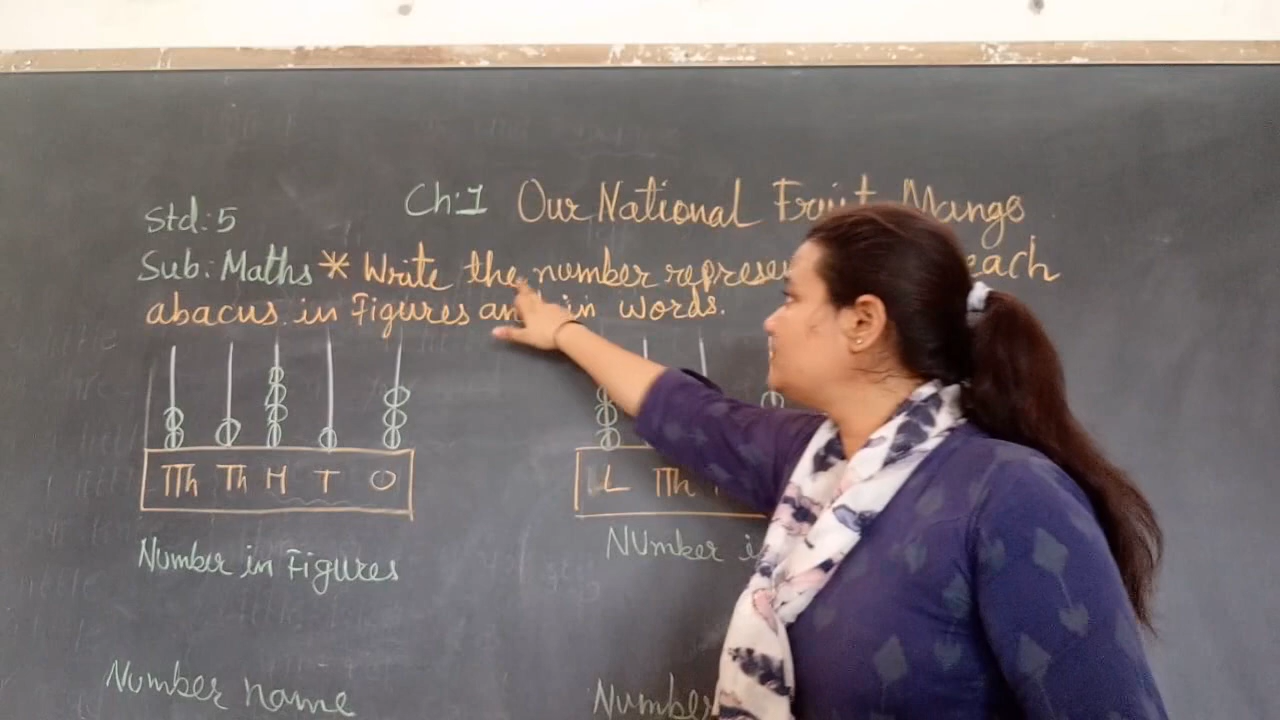 Std:5
Ch:1 Our National Fruit Mango
Sub: Maths * Write the number each
abacus in Figures in words.
TTh Th H T O
L TTh
Number in Figures
Number
Number name
Number